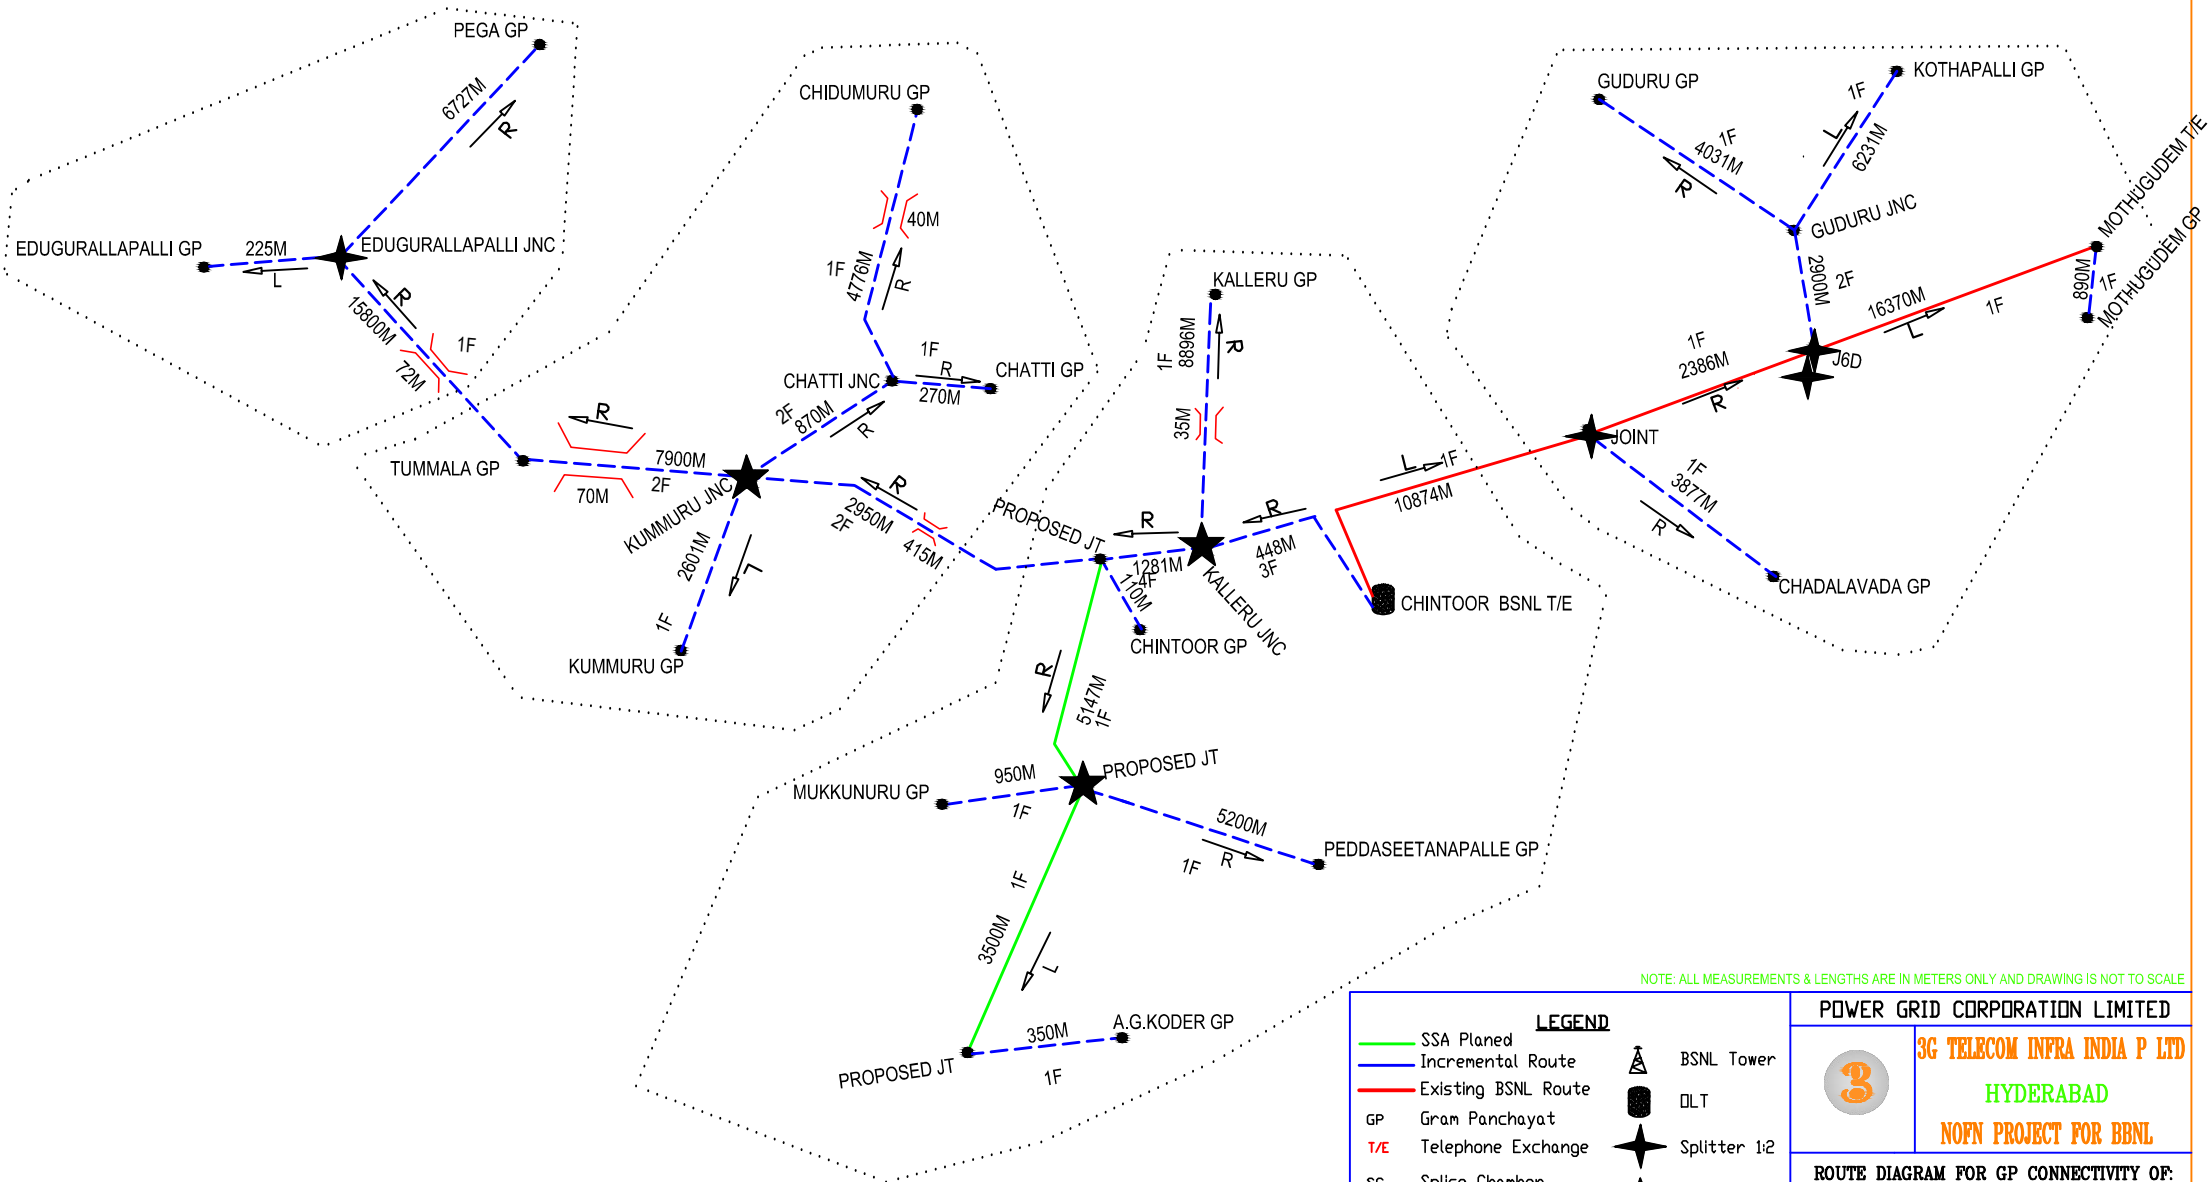 PEGA GP
6727M
R
EDUGURALLAPALLI GP
225M
L
EDUGURALLAPALLI JNC
R
15800M
1F
72M
CHIDUMURU GP
40M
1F
4776M
R
CHATTI JNC
1F
R
270M
CHATTI GP
2F
870M
R
TUMMALA GP
R
7900M
2F
70M
KUMMURU JNC
R
2950M
2F
415M
2601M
L
1F
KUMMURU GP
KALLERU GP
1F
8896M
R
35M
PROPOSED JT
R
1281M
4F
110M
CHINTOOR GP
KALLERU JNC
R
448M
3F
CHINTOOR BSNL T/E
L
1F
10874M
JOINT
1F
3877M
R
CHADALAVADA GP
1F
2386M
R
J6D
GUDURU GP
1F
4031M
R
KOTHAPALLI GP
1F
L
6231M
GUDURU JNC
2900M
2F
16370M
L
1F
MOTHUGUDEM T/E
890M
1F
MOTHUGUDEM GP
R
5147M
1F
PROPOSED JT
MUKKUNURU GP
950M
1F
5200M
R
1F
PEDDASEETANAPALLE GP
1F
3500M
L
PROPOSED JT
350M
1F
A.G.KODER GP
NOTE: ALL MEASUREMENTS & LENGTHS ARE IN METERS ONLY AND DRAWING IS NOT TO SCALE
LEGEND
SSA Planed
Incremental Route
Existing BSNL Route
GP Gram Panchayat
T/E Telephone Exchange
SC Splice Chamber
BSNL Tower
OLT
Splitter 1:2
POWER GRID CORPORATION LIMITED
3
3G TELECOM INFRA INDIA P LTD
HYDERABAD
NOFN PROJECT FOR BBNL
ROUTE DIAGRAM FOR GP CONNECTIVITY OF: